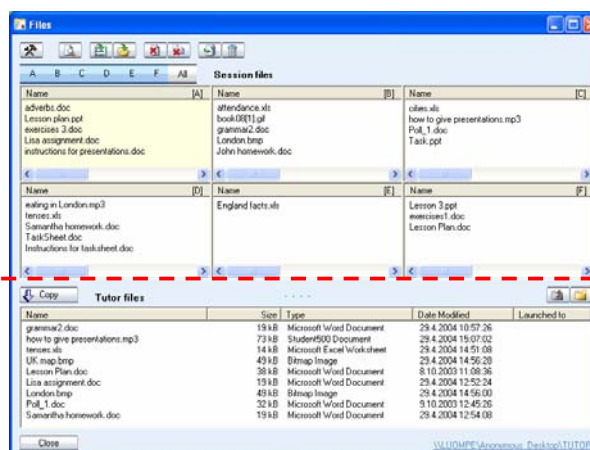 Files
A B C D E F All Session files
Name [A] Name [B] Name [C]
adverbs.doc attendance.xls cities.xls
Lesson plan.ppt book08[1].gif how to give presentations.mp3
exercises 3.doc grammar2.doc Poll_1.doc
Lisa assignment.doc London.bmp Task.ppt
instructions for presentations.doc John homework.doc
Name [D] Name [E] Name [F]
eating in London.mp3 England facts.xls Lesson 3.ppt
tenses.xls exercises1.doc
Samantha homework.doc Lesson Plan.doc
TaskSheet.doc
Instructions for tasksheet.doc
Copy Tutor files
Name Size Type Date Modified Launched to
grammar2.doc 19 kB Microsoft Word Document 29.4.2004 10:57:26
how to give presentations.mp3 73 kB Student500 Document 29.4.2004 15:07:02
tenses.xls 14 kB Microsoft Excel Worksheet 29.4.2004 14:51:08
UK map.bmp 49 kB Bitmap Image 29.4.2004 14:56:28
Lesson Plan.doc 38 kB Microsoft Word Document 8.10.2003 11:08:36
Lisa assignment.doc 19 kB Microsoft Word Document 29.4.2004 12:52:24
London.bmp 49 kB Bitmap Image 29.4.2004 14:56:00
Poll_1.doc 32 kB Microsoft Word Document 9.10.2003 12:45:26
Samantha homework.doc 19 kB Microsoft Word Document 29.4.2004 12:54:08
Close \\LUOMPE\Anonymous_Desktop\TUTOR